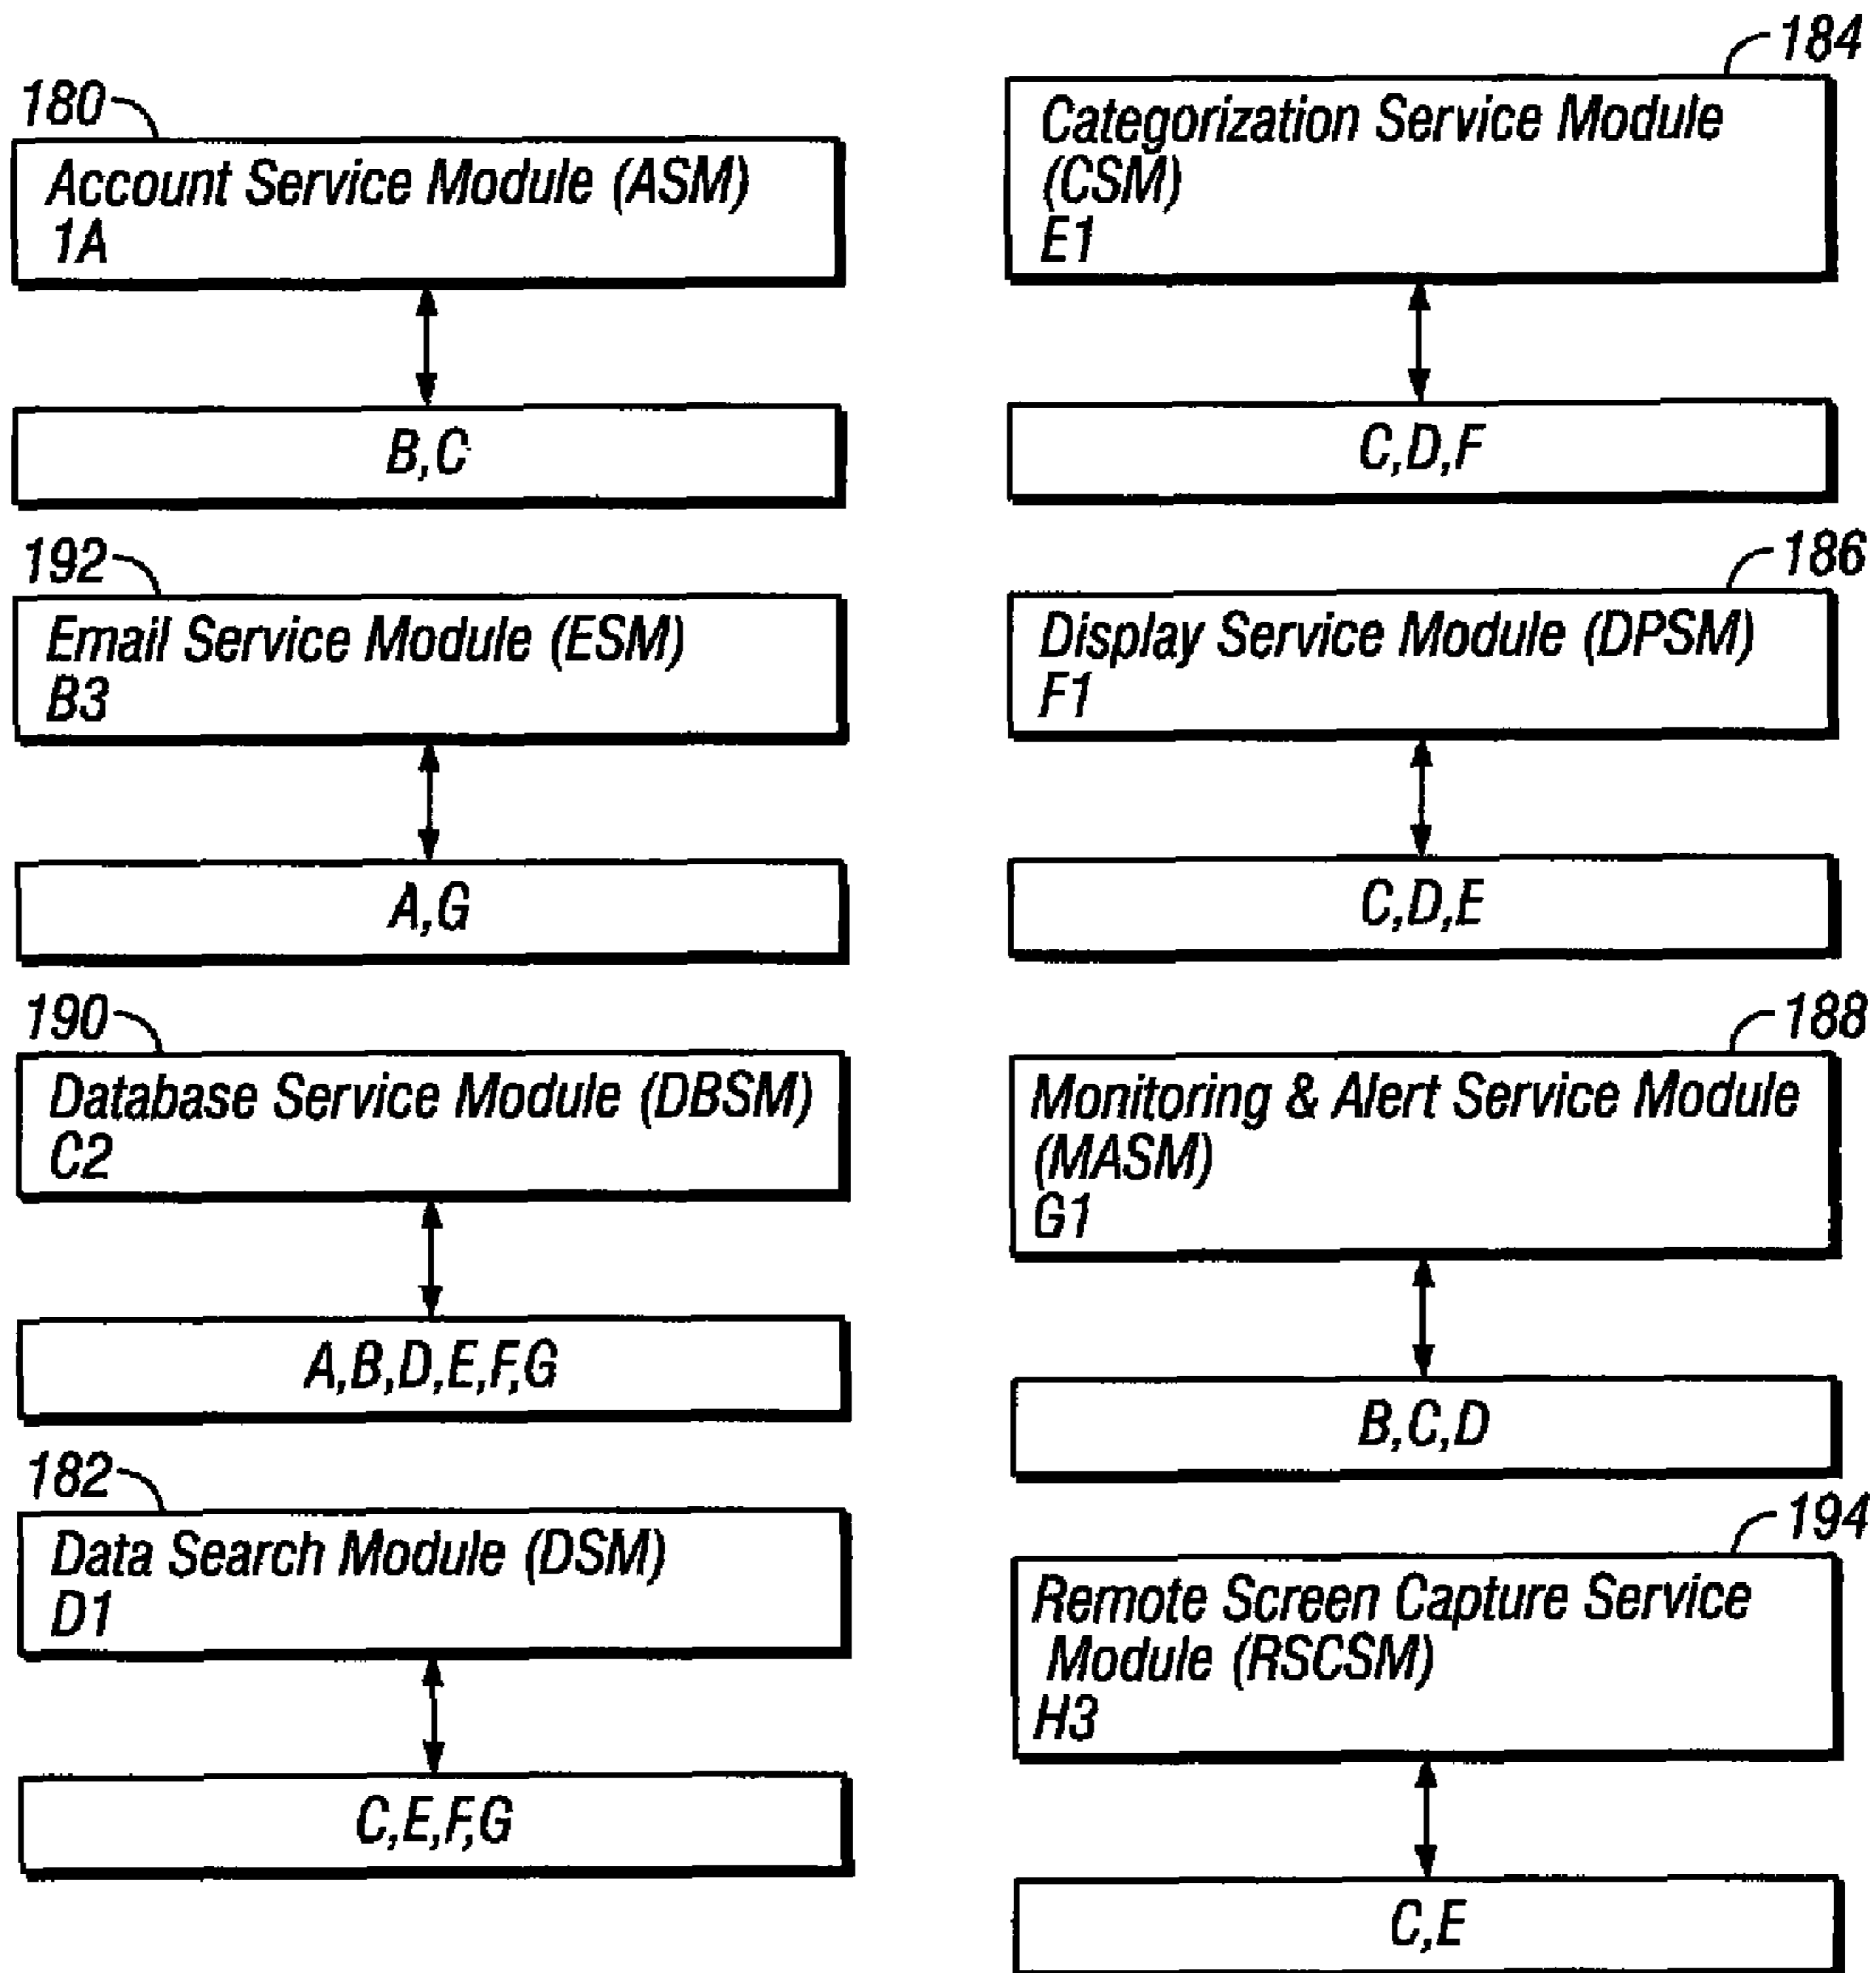 180
Account Service Module (ASM)
1A
B,C
192
Email Service Module (ESM)
B3
A,G
190
Database Service Module (DBSM)
C2
A,B,D,E,F,G
182
Data Search Module (DSM)
D1
C,E,F,G
184
Categorization Service Module
(CSM)
E1
C,D,F
186
Display Service Module (DPSM)
F1
C,D,E
188
Monitoring & Alert Service Module
(MASM)
G1
B,C,D
194
Remote Screen Capture Service
Module (RSCSM)
H3
C,E